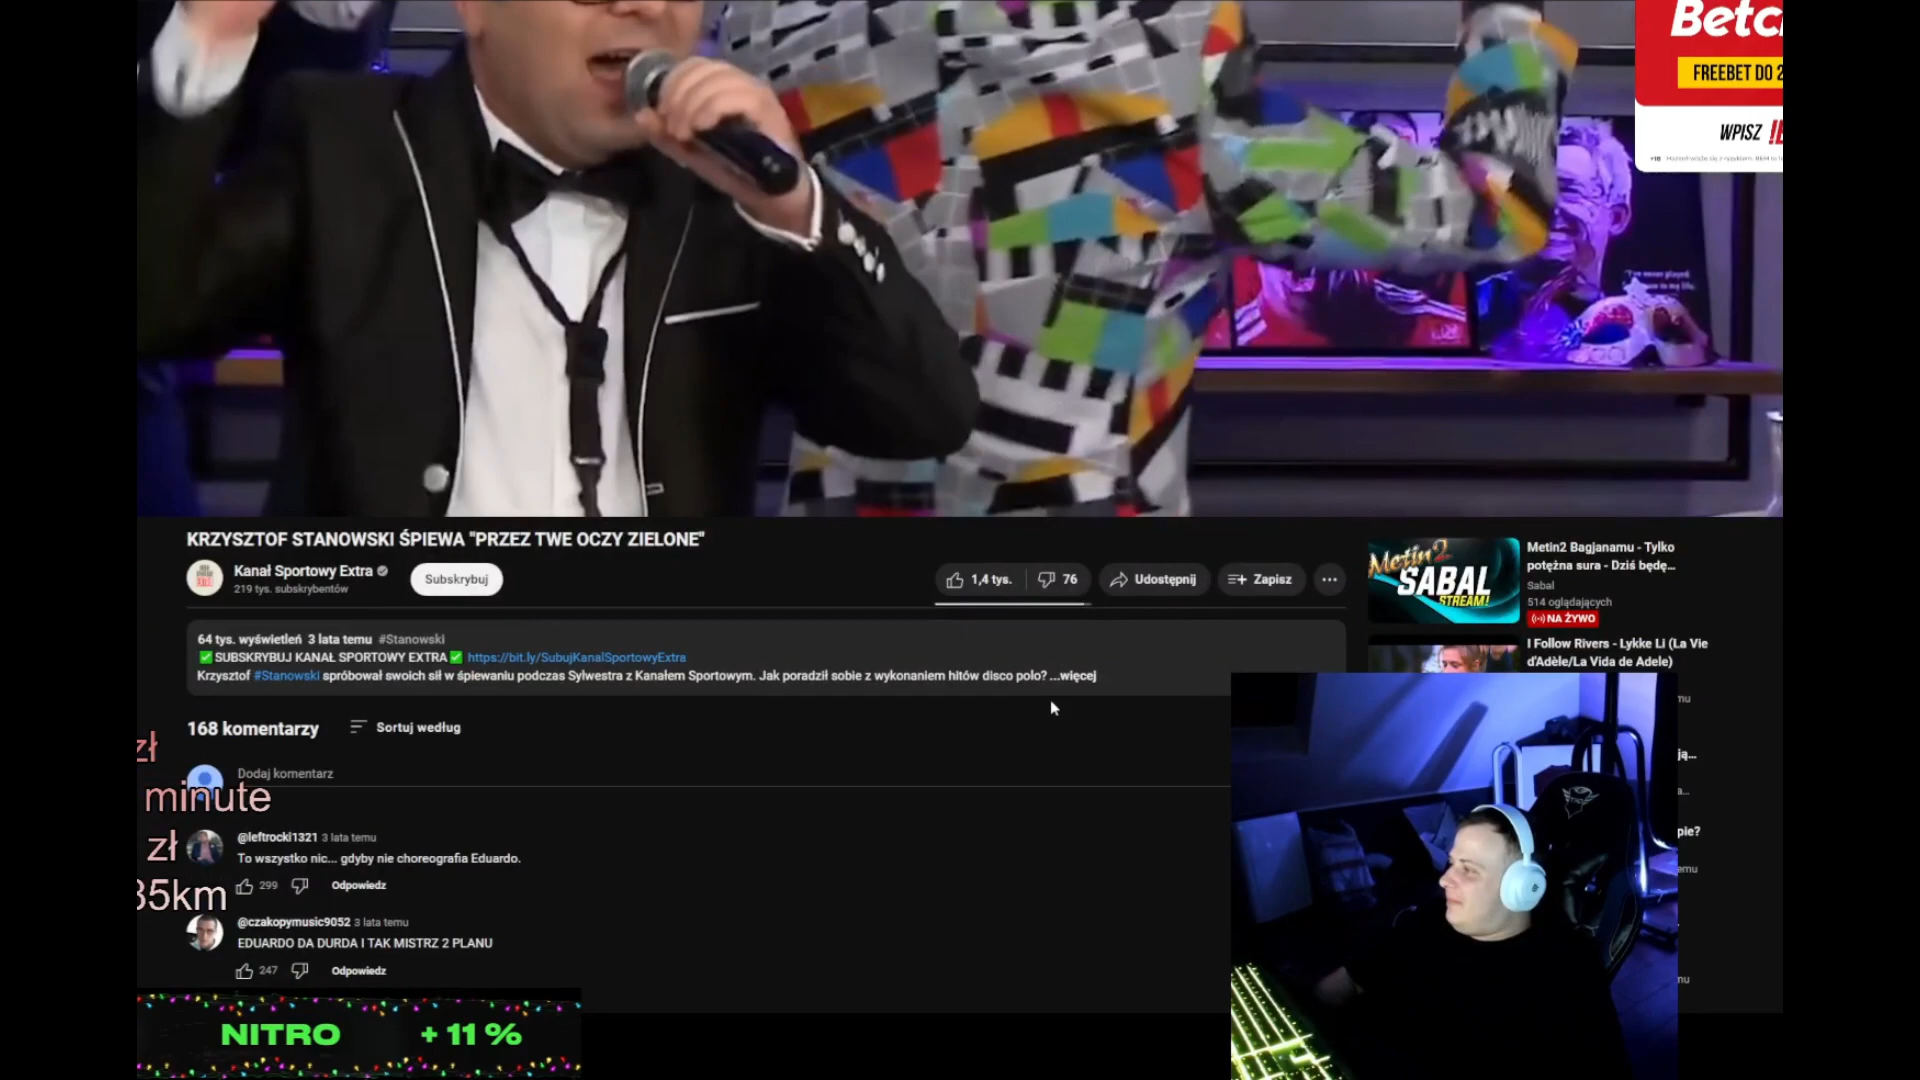 FREEBET DO 2
WPISZ
KRZYSZTOF STANOWSKI ŚPIEWA "PRZEZ TWE OCZY ZIELONE"
Kanał Sportowy Extra
219 tys. subskrybentów
Subskrybuj
1,4 tys.
76
Udostępnij
Zapisz
64 tys. wyświetleń 3 lata temu #Stanowski
✅SUBSKRYBUJ KANAŁ SPORTOWY EXTRA✅ https://bit.ly/SubujKanalSportowyExtra
Krzysztof #Stanowski spróbował swoich sił w śpiewaniu podczas Sylwestra z Kanałem Sportowym. Jak poradził sobie z wykonaniem hitów disco polo? ...więcej
168 komentarzy
Sortuj według
Dodaj komentarz
zł
minute
zł
35km
@leftrocki1321 3 lata temu
To wszystko nic... gdyby nie choreografia Eduardo.
299
Odpowiedz
@czakopymusic9052 3 lata temu
EDUARDO DA DURDA I TAK MISTRZ 2 PLANU
247
Odpowiedz
NITRO + 11 %
Metin2
SABAL
STREAM!
Metin2 Bagjanamu - Tylko
potężna sura - Dziś będę...
Sabal
514 oglądających
NA ŻYWO
I Follow Rivers - Lykke Li (La Vie
d'Adèle/La Vida de Adele)